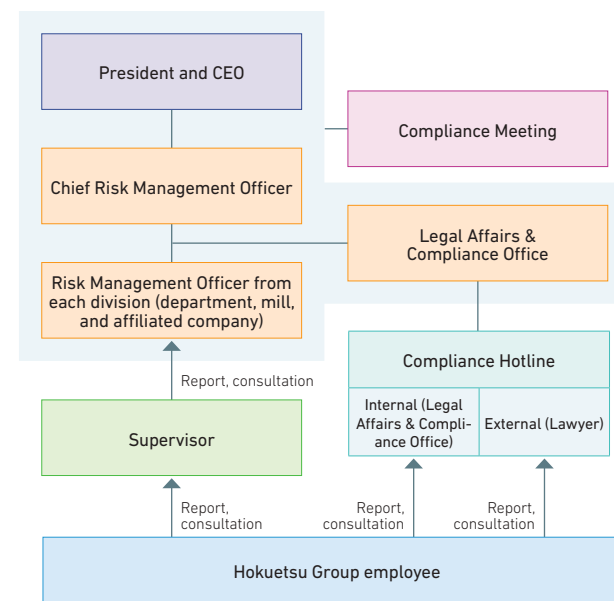 President and CEO
Compliance Meeting
Chief Risk Management Officer
Legal Affairs &
Compliance Office
Risk Management Officer from
each division (department, mill,
and affiliated company)
Report, consultation
Compliance Hotline
Internal (Legal
Affairs & Compli-
ance Office)
External (Lawyer)
Supervisor
Report,
consultation
Report,
consultation
Report,
consultation
Hokuetsu Group employee